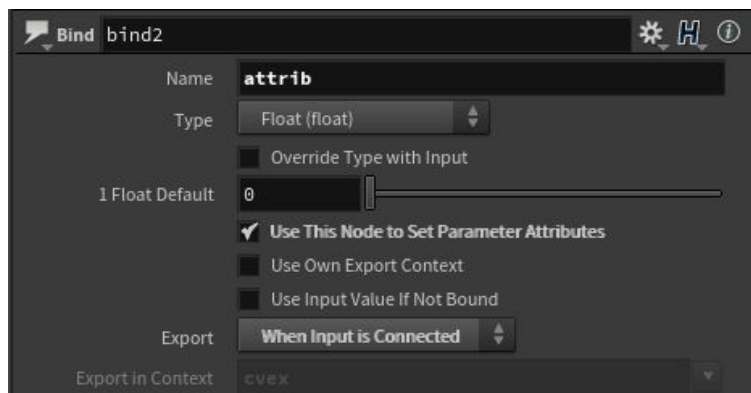 Bind bind2
Name attrib
Type Float (float)
Override Type with Input
1 Float Default 0
Use This Node to Set Parameter Attributes
Use Own Export Context
Use Input Value If Not Bound
Export When Input is Connected
Export in Context cvex